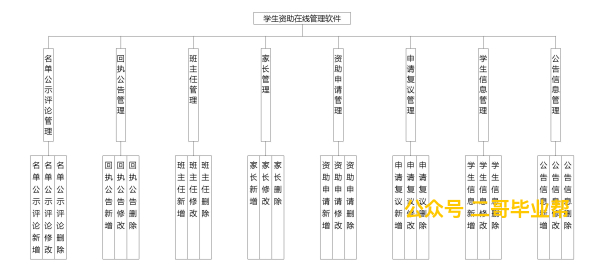 学生资助在线管理软件
名单公示评论管理
回执公告管理
班主任管理
家长管理
资助申请管理
申请复议管理
学生信息管理
公告信息管理
名单公示评论新增
名单公示评论修改
名单公示评论删除
回执公告新增
回执公告修改
回执公告删除
班主任新增
班主任修改
班主任删除
家长新增
家长修改
家长删除
资助申请新增
资助申请修改
资助申请删除
申请复议新增
申请复议修改
申请复议删除
学生信息新增
学生信息修改
学生信息删除
公告信息新增
公告信息修改
公告信息删除
公众号 二哥毕业帮